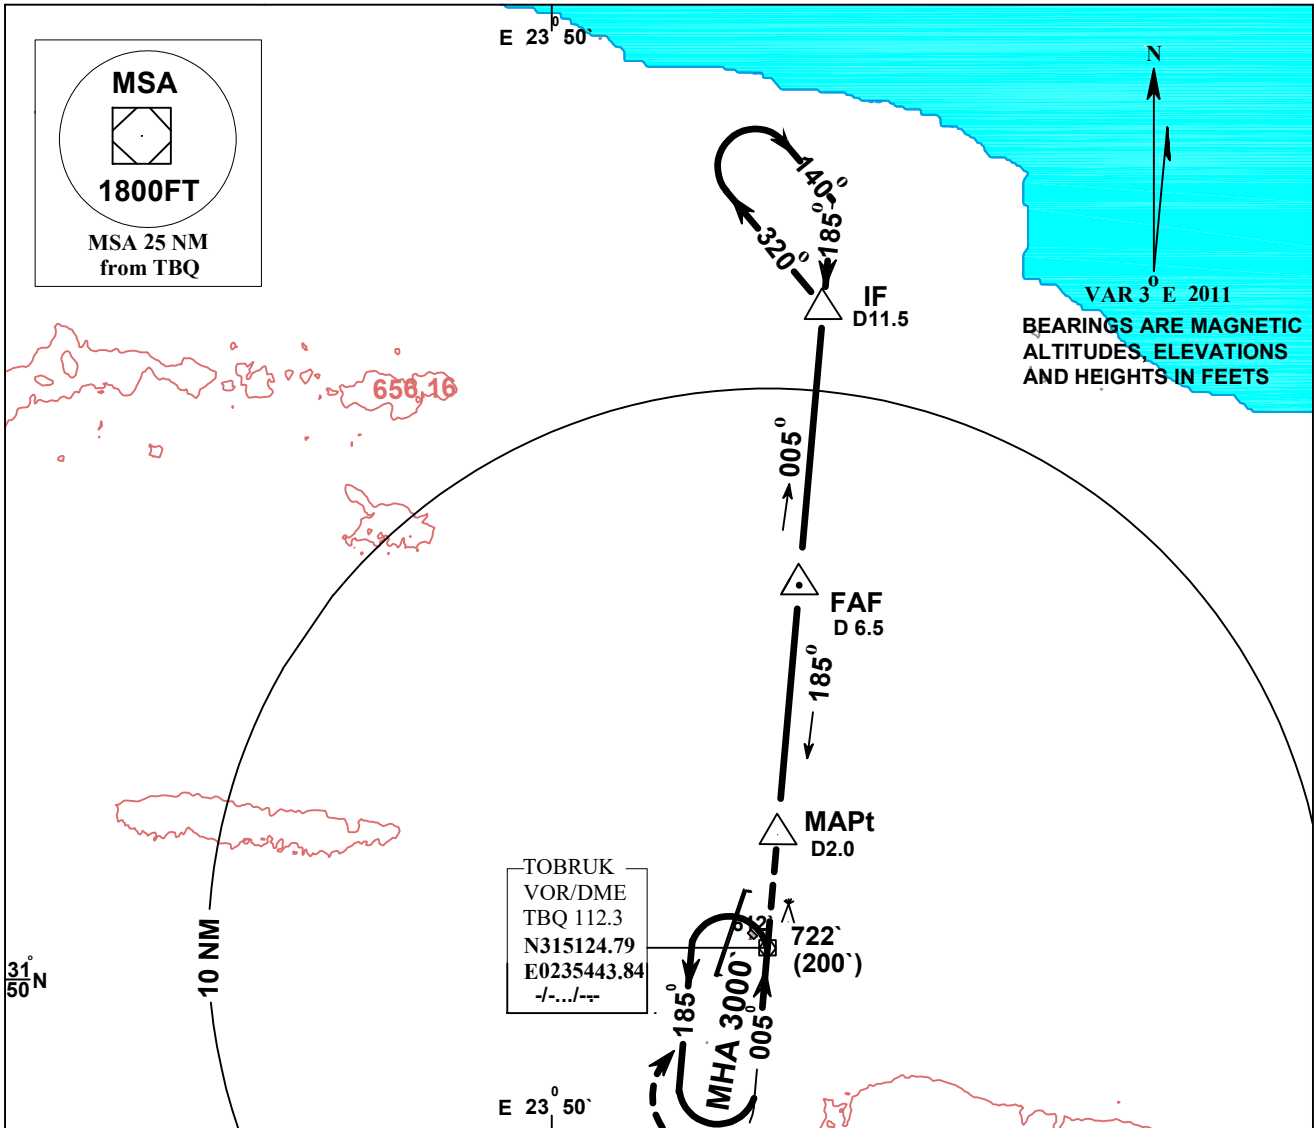 E 23° 50`
MSA
1800FT
MSA 25 NM
from TBQ
N
VAR 3° E 2011
BEARINGS ARE MAGNETIC
ALTITUDES, ELEVATIONS
AND HEIGHTS IN FEETS
140°
185°
320°
IF
D11.5
656,16
005°
FAF
D 6.5
185°
MAPt
D2.0
TOBRUK
VOR/DME
TBQ 112.3
N315124.79
E0235443.84
-/-.../---
722`
(200`)
10 NM
31°
50 N
185°
MHA 3000`
005°
E 23° 50`